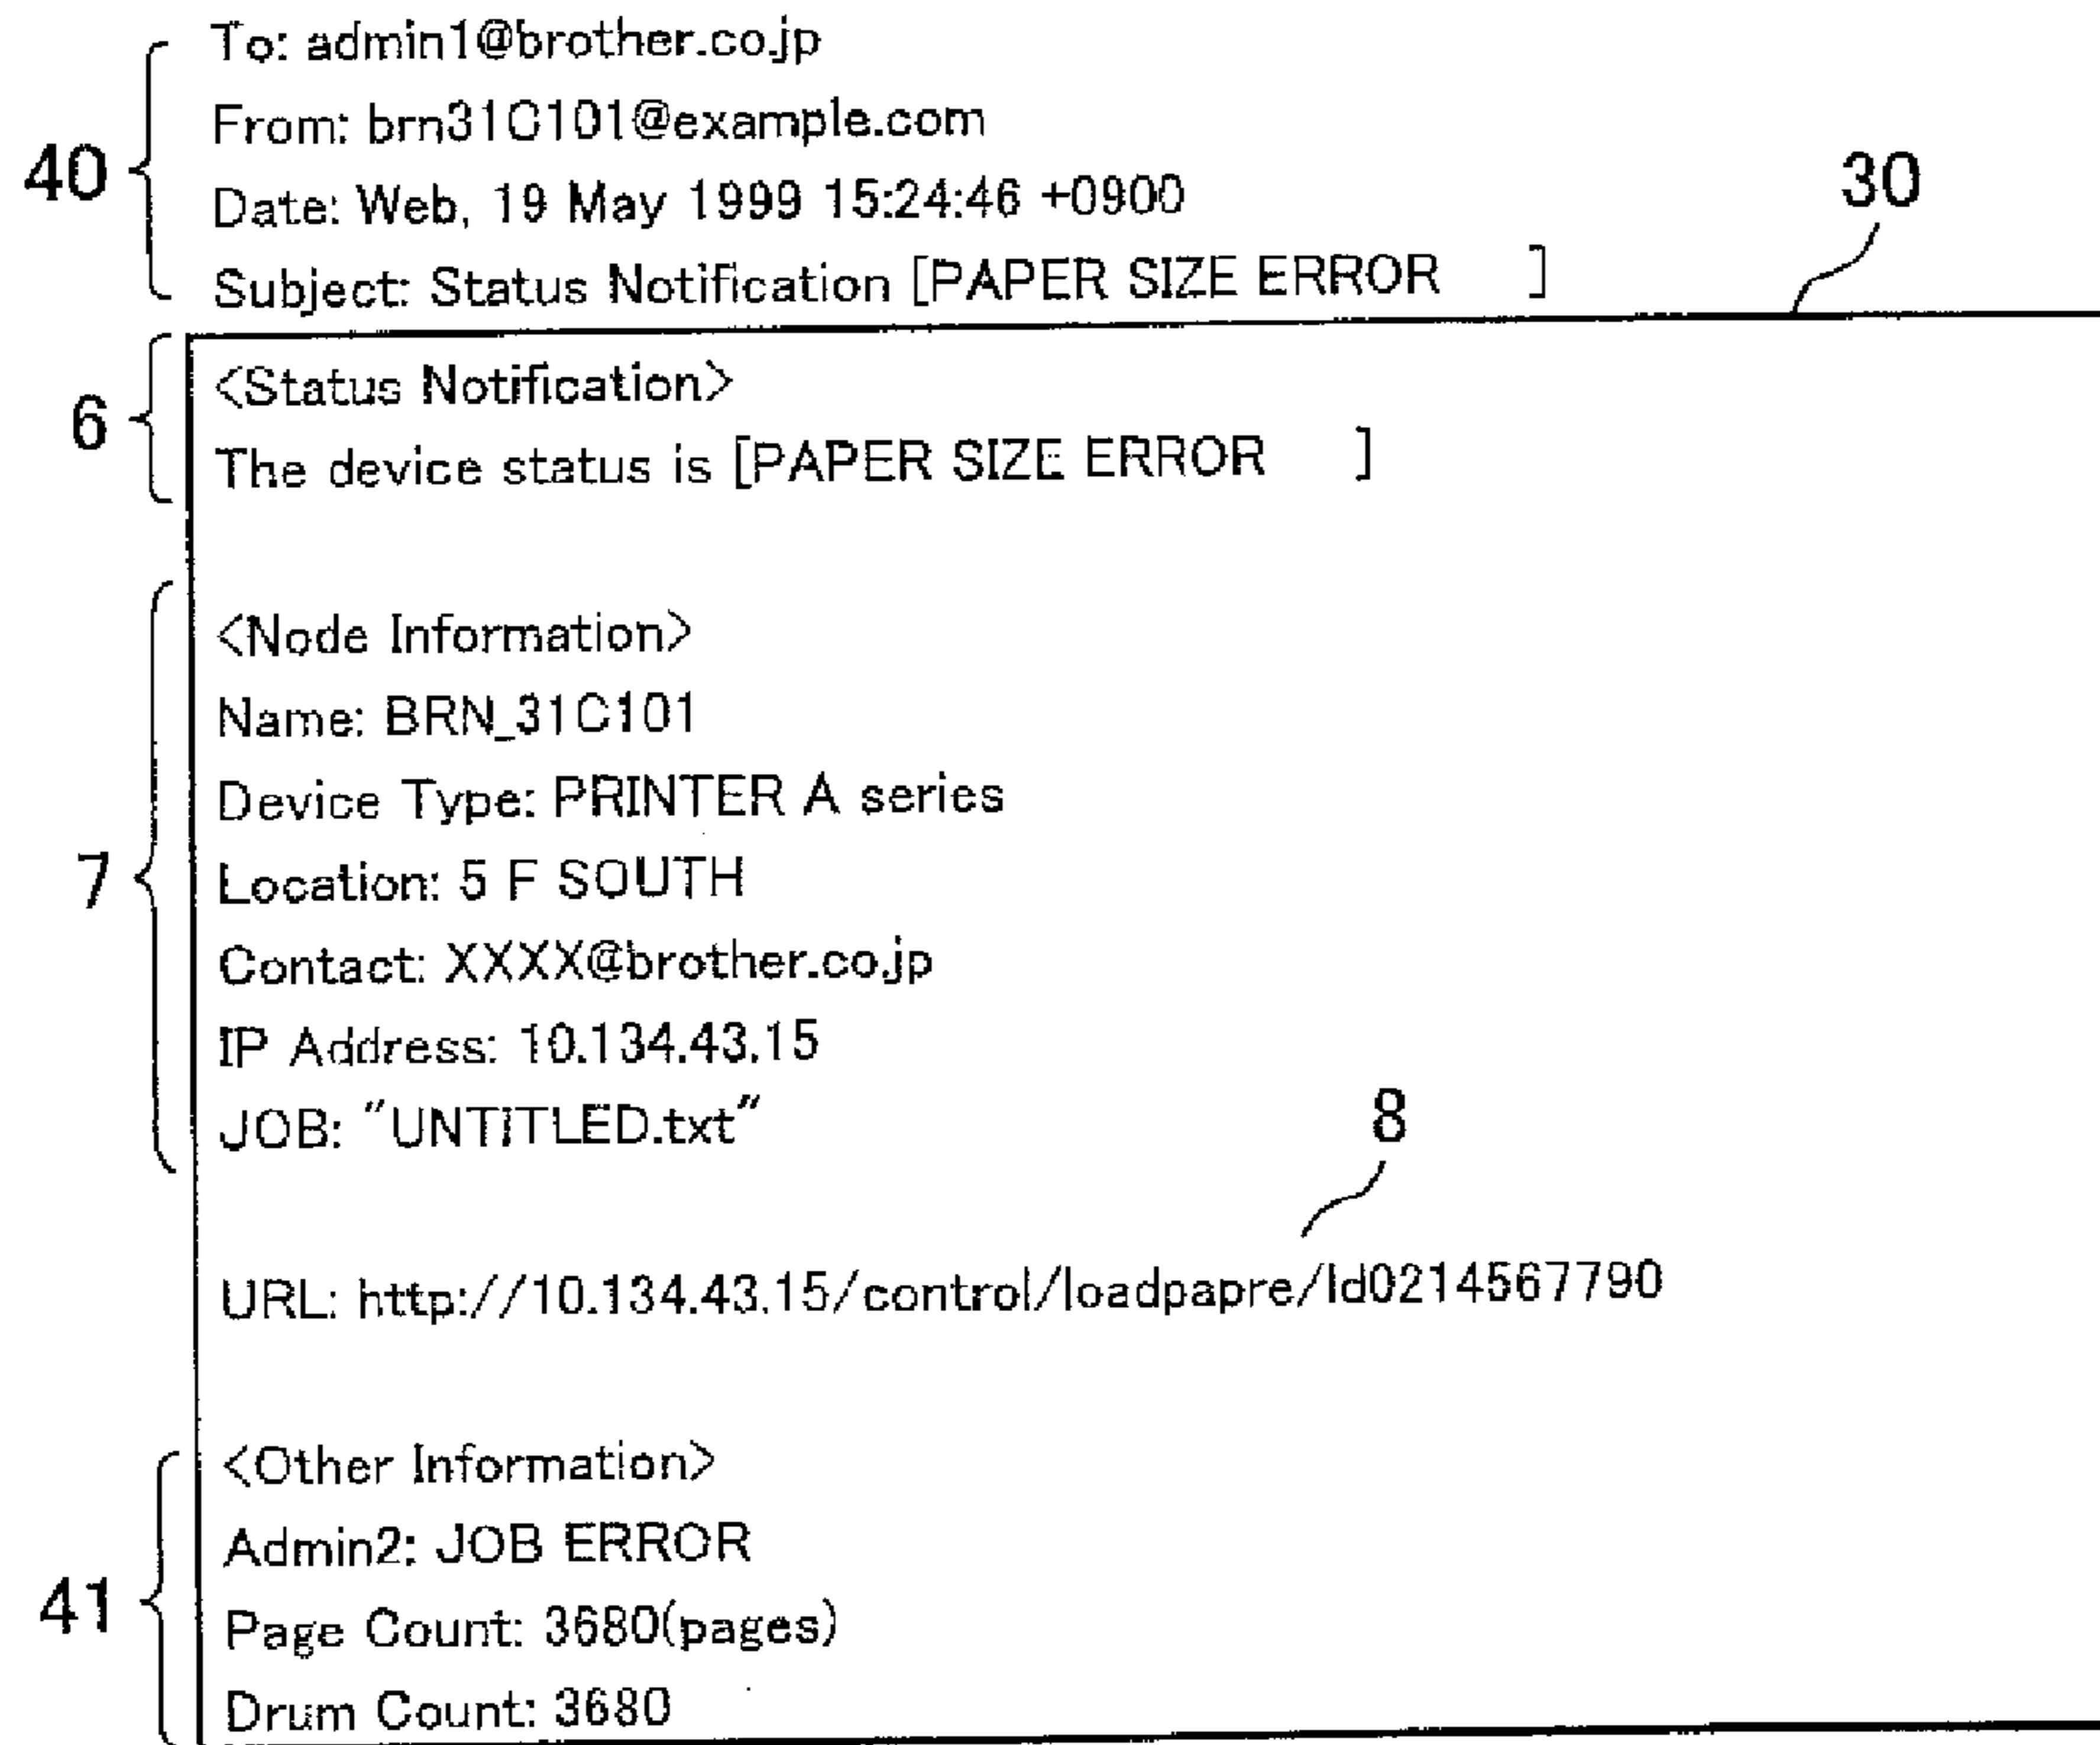 To: admin1@brother.co.jp
From: brn31C101@example.com
40
Date: Web, 19 May 1999 15:24:46 +0900
30
Subject: Status Notification [PAPER SIZE ERROR ]
<Status Notification>
6
The device status is [PAPER SIZE ERROR ]
<Node Information>
Name: BRN_31C101
Device Type: PRINTER A series
7
Location: 5 F SOUTH
Contact: XXXX@brother.co.jp
IP Address: 10.134.43.15
JOB: "UNTITLED.txt"
8
URL: http://10.134.43.15/control/loadpapre/Id0214567790
<Other Information>
Admin2: JOB ERROR
41
Page Count: 3680(pages)
Drum Count: 3680